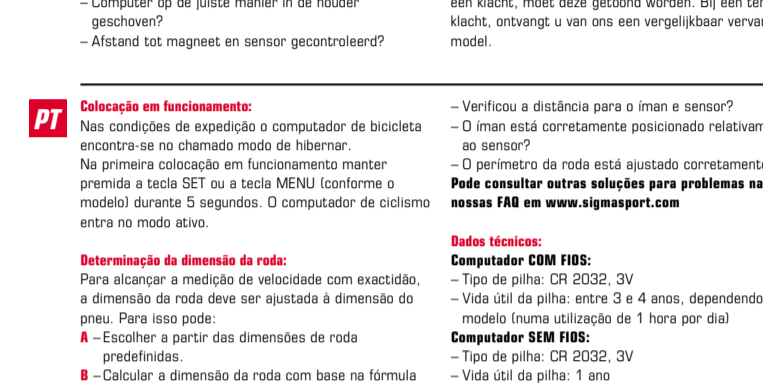 – Computer op de juiste manier in de houder
geschoven?
– Afstand tot magneet en sensor gecontroleerd?
een klacht, moet deze getoond worden. Bij een
klacht, ontvangt u van ons een vergelijkbaar
model.
PT
Colocação em funcionamento:
Nas condições de expedição o computador de bicicleta
encontra-se no chamado modo de hibernar.
Na primeira colocação em funcionamento manter
premida a tecla SET ou a tecla MENU (conforme o
modelo) durante 5 segundos. O computador de ciclismo
entra no modo ativo.
Determinação da dimensão da roda:
Para alcançar a medição de velocidade com exactidão,
a dimensão da roda deve ser ajustada à dimensão do
pneu. Para isso pode:
A – Escolher a partir das dimensões de roda
predefinidas.
B – Calcular a dimensão da roda com base na fórmula
– Verificou a distância para o íman e sensor?
– O íman está corretamente posicionado
ao sensor?
– O perímetro da roda está ajustado
Pode consultar outras soluções para problemas na
nossas FAQ em www.sigmasport.com
Dados técnicos:
Computador COM FIOS:
– Tipo de pilha: CR 2032, 3V
– Vida útil da pilha: entre 3 e 4 anos, dependendo
modelo (numa utilização de 1 hora por dia)
Computador SEM FIOS:
– Tipo de pilha: CR 2032, 3V
– Vida útil da pilha: 1 ano